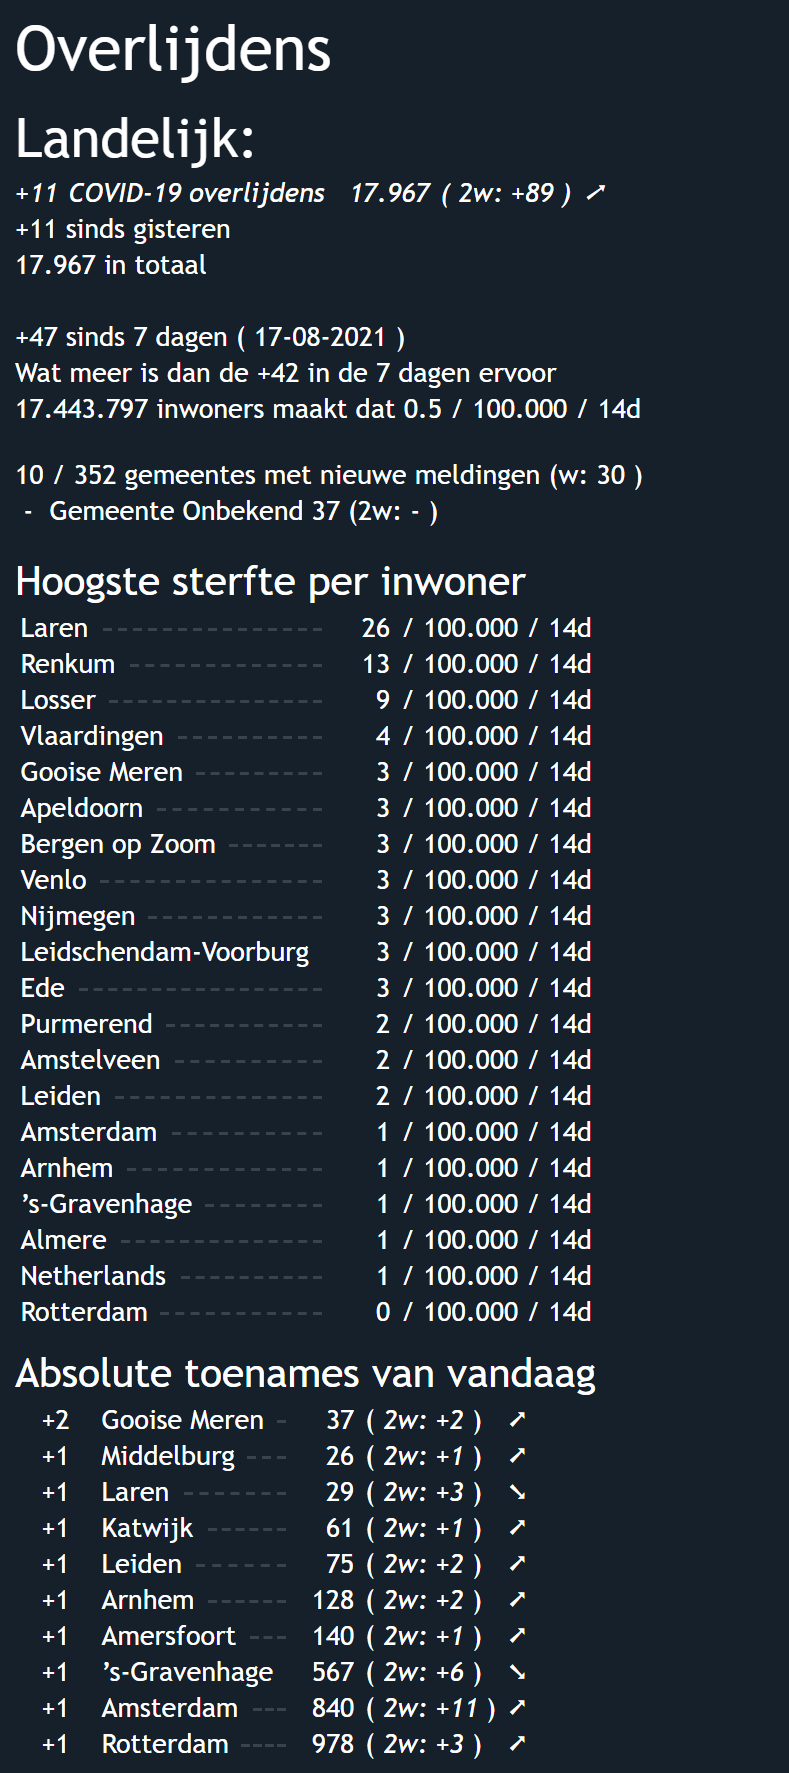 Overlijdens
Landelijk:
+11 COVID-19 overlijdens 17.967 ( 2w: +89 ) ➚
+11 sinds gisteren
17.967 in totaal
+47 sinds 7 dagen ( 17-08-2021 )
Wat meer is dan de +42 in de 7 dagen ervoor
17.443.797 inwoners maakt dat 0.5 / 100.000 / 14d
10 / 352 gemeentes met nieuwe meldingen (w: 30 )
- Gemeente Onbekend 37 (2w: - )
Hoogste sterfte per inwoner
Laren --------------- 26 / 100.000 / 14d
Renkum ------------- 13 / 100.000 / 14d
Losser -------------- 9 / 100.000 / 14d
Vlaardingen ---------- 4 / 100.000 / 14d
Gooise Meren --------- 3 / 100.000 / 14d
Apeldoorn ----------- 3 / 100.000 / 14d
Bergen op Zoom ------- 3 / 100.000 / 14d
Venlo --------------- 3 / 100.000 / 14d
Nijmegen ------------ 3 / 100.000 / 14d
Leidschendam-Voorburg 3 / 100.000 / 14d
Ede ----------------- 3 / 100.000 / 14d
Purmerend ----------- 2 / 100.000 / 14d
Amstelveen ---------- 2 / 100.000 / 14d
Leiden -------------- 2 / 100.000 / 14d
Amsterdam ---------- 1 / 100.000 / 14d
Arnhem ------------- 1 / 100.000 / 14d
’s-Gravenhage -------- 1 / 100.000 / 14d
Almere -------------- 1 / 100.000 / 14d
Netherlands ---------- 1 / 100.000 / 14d
Rotterdam ----------- 0 / 100.000 / 14d
Absolute toenames van vandaag
+2 Gooise Meren - 37 ( 2w: +2 ) ➚
+1 Middelburg --- 26 ( 2w: +1 ) ➚
+1 Laren ------- 29 ( 2w: +3 ) ➘
+1 Katwijk ------ 61 ( 2w: +1 ) ➚
+1 Leiden ------ 75 ( 2w: +2 ) ➚
+1 Arnhem ------ 128 ( 2w: +2 ) ➚
+1 Amersfoort --- 140 ( 2w: +1 ) ➚
+1 ’s-Gravenhage 567 ( 2w: +6 ) ➘
+1 Amsterdam --- 840 ( 2w: +11 ) ➚
+1 Rotterdam ---- 978 ( 2w: +3 ) ➚